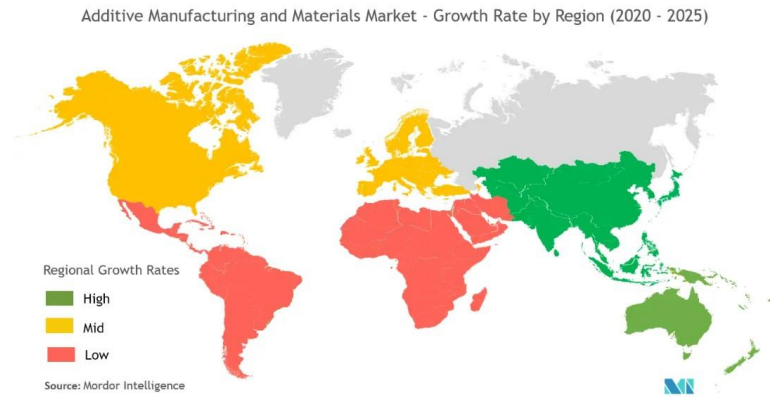 Additive Manufacturing and Materials Market - Growth Rate by Region (2020 - 2025)
Regional Growth Rates
High
Mid
Low
Source: Mordor Intelligence